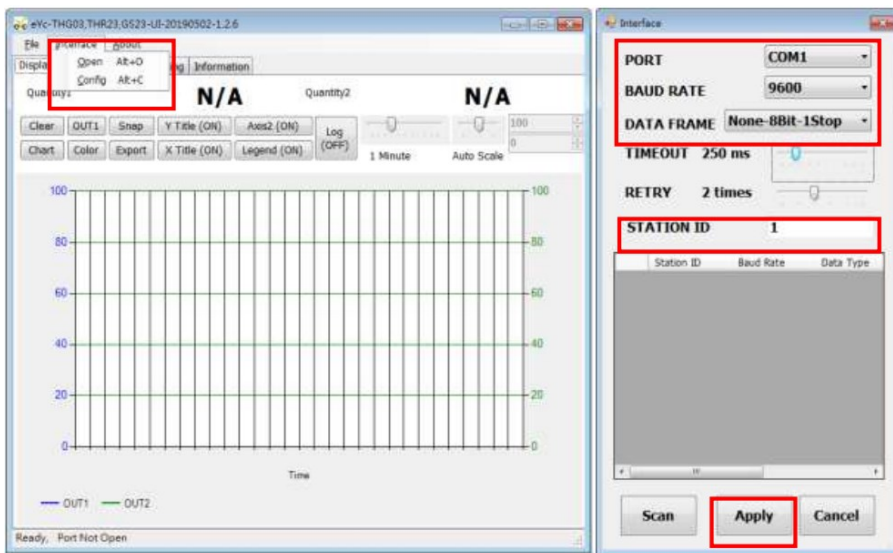 eYc-THG03,THR23,GS23-UI-20190502-1.2.6
File Interface About
Open Alt+O
Config Alt+C
Information
Quantity1 N/A Quantity2 N/A
Clear OUT1 Snap Y Title (ON) Axis2 (ON) Log (OFF) 100
Chart Color Export X Title (ON) Legend (ON) 1 Minute Auto Scale 0
100 100
80 80
60 60
40 40
20 20
0 0
Time
OUT1 OUT2
Ready, Port Not Open
Interface
PORT COM1
BAUD RATE 9600
DATA FRAME None-8Bit-1Stop
TIMEOUT 250 ms
RETRY 2 times
STATION ID 1
Station ID Baud Rate Data Type
Scan Apply Cancel